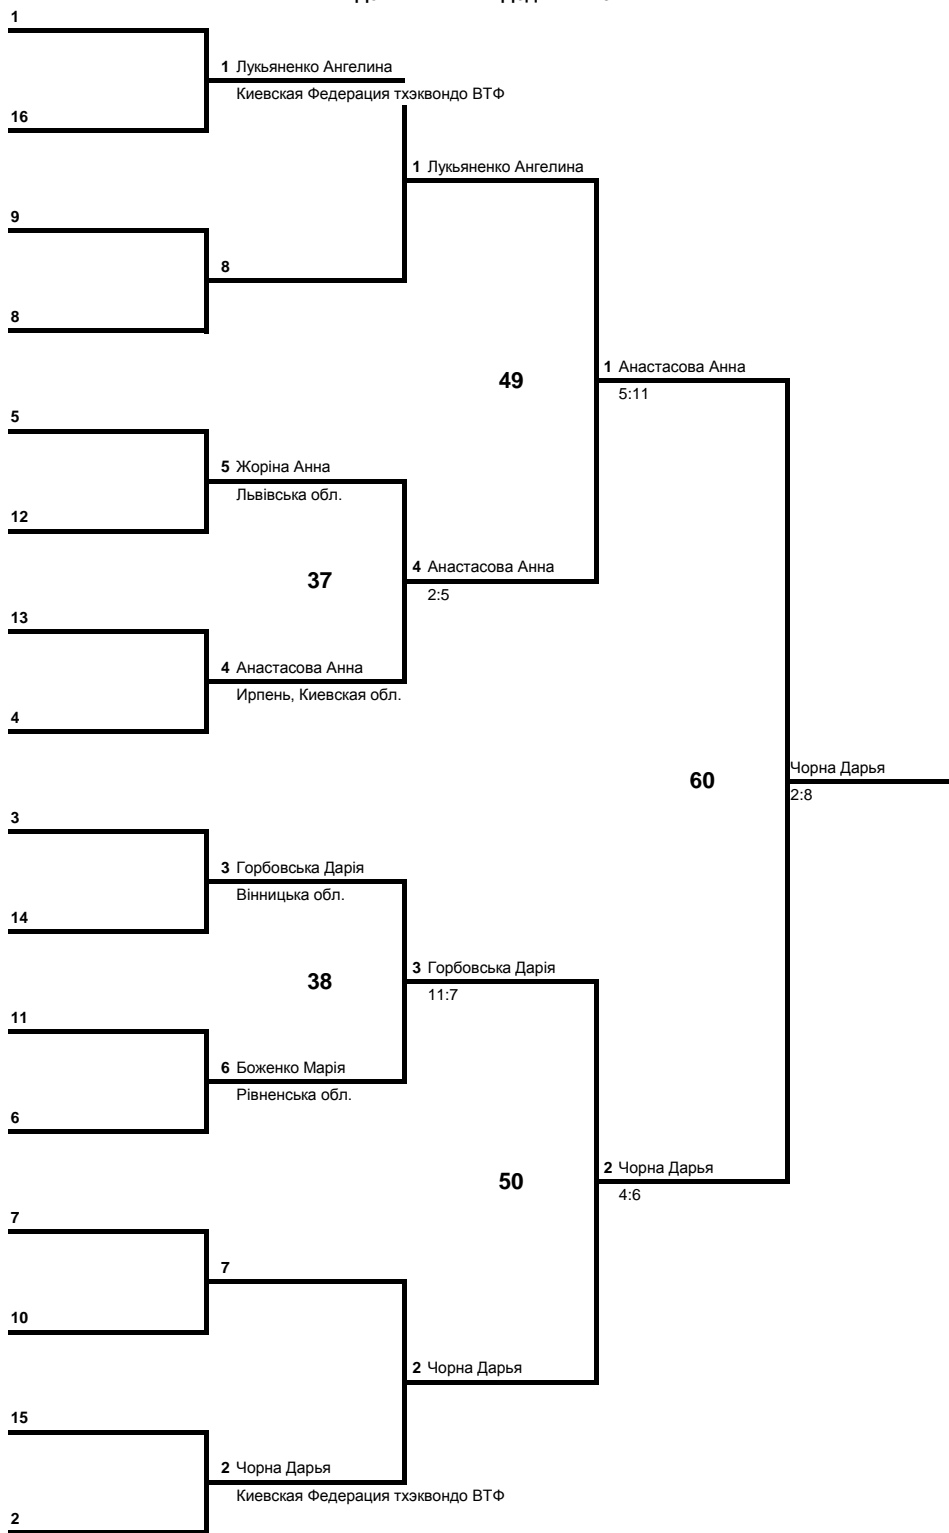 1
1 Лукьяненко Ангелина
Киевская Федерация тхэквондо ВТФ
16
1 Лукьяненко Ангелина
9
8
8
49
1 Анастасова Анна
5:11
5
5 Жоріна Анна
Львівська обл.
12
4 Анастасова Анна
37
2:5
13
4 Анастасова Анна
Ирпень, Киевская обл.
4
Чорна Дарья
60
2:8
3
3 Горбовська Дарія
Вінницька обл.
14
3 Горбовська Дарія
38
11:7
11
6 Боженко Марія
Рівненська обл.
6
2 Чорна Дарья
50
4:6
7
7
10
2 Чорна Дарья
15
2 Чорна Дарья
Киевская Федерация тхэквондо ВТФ
2